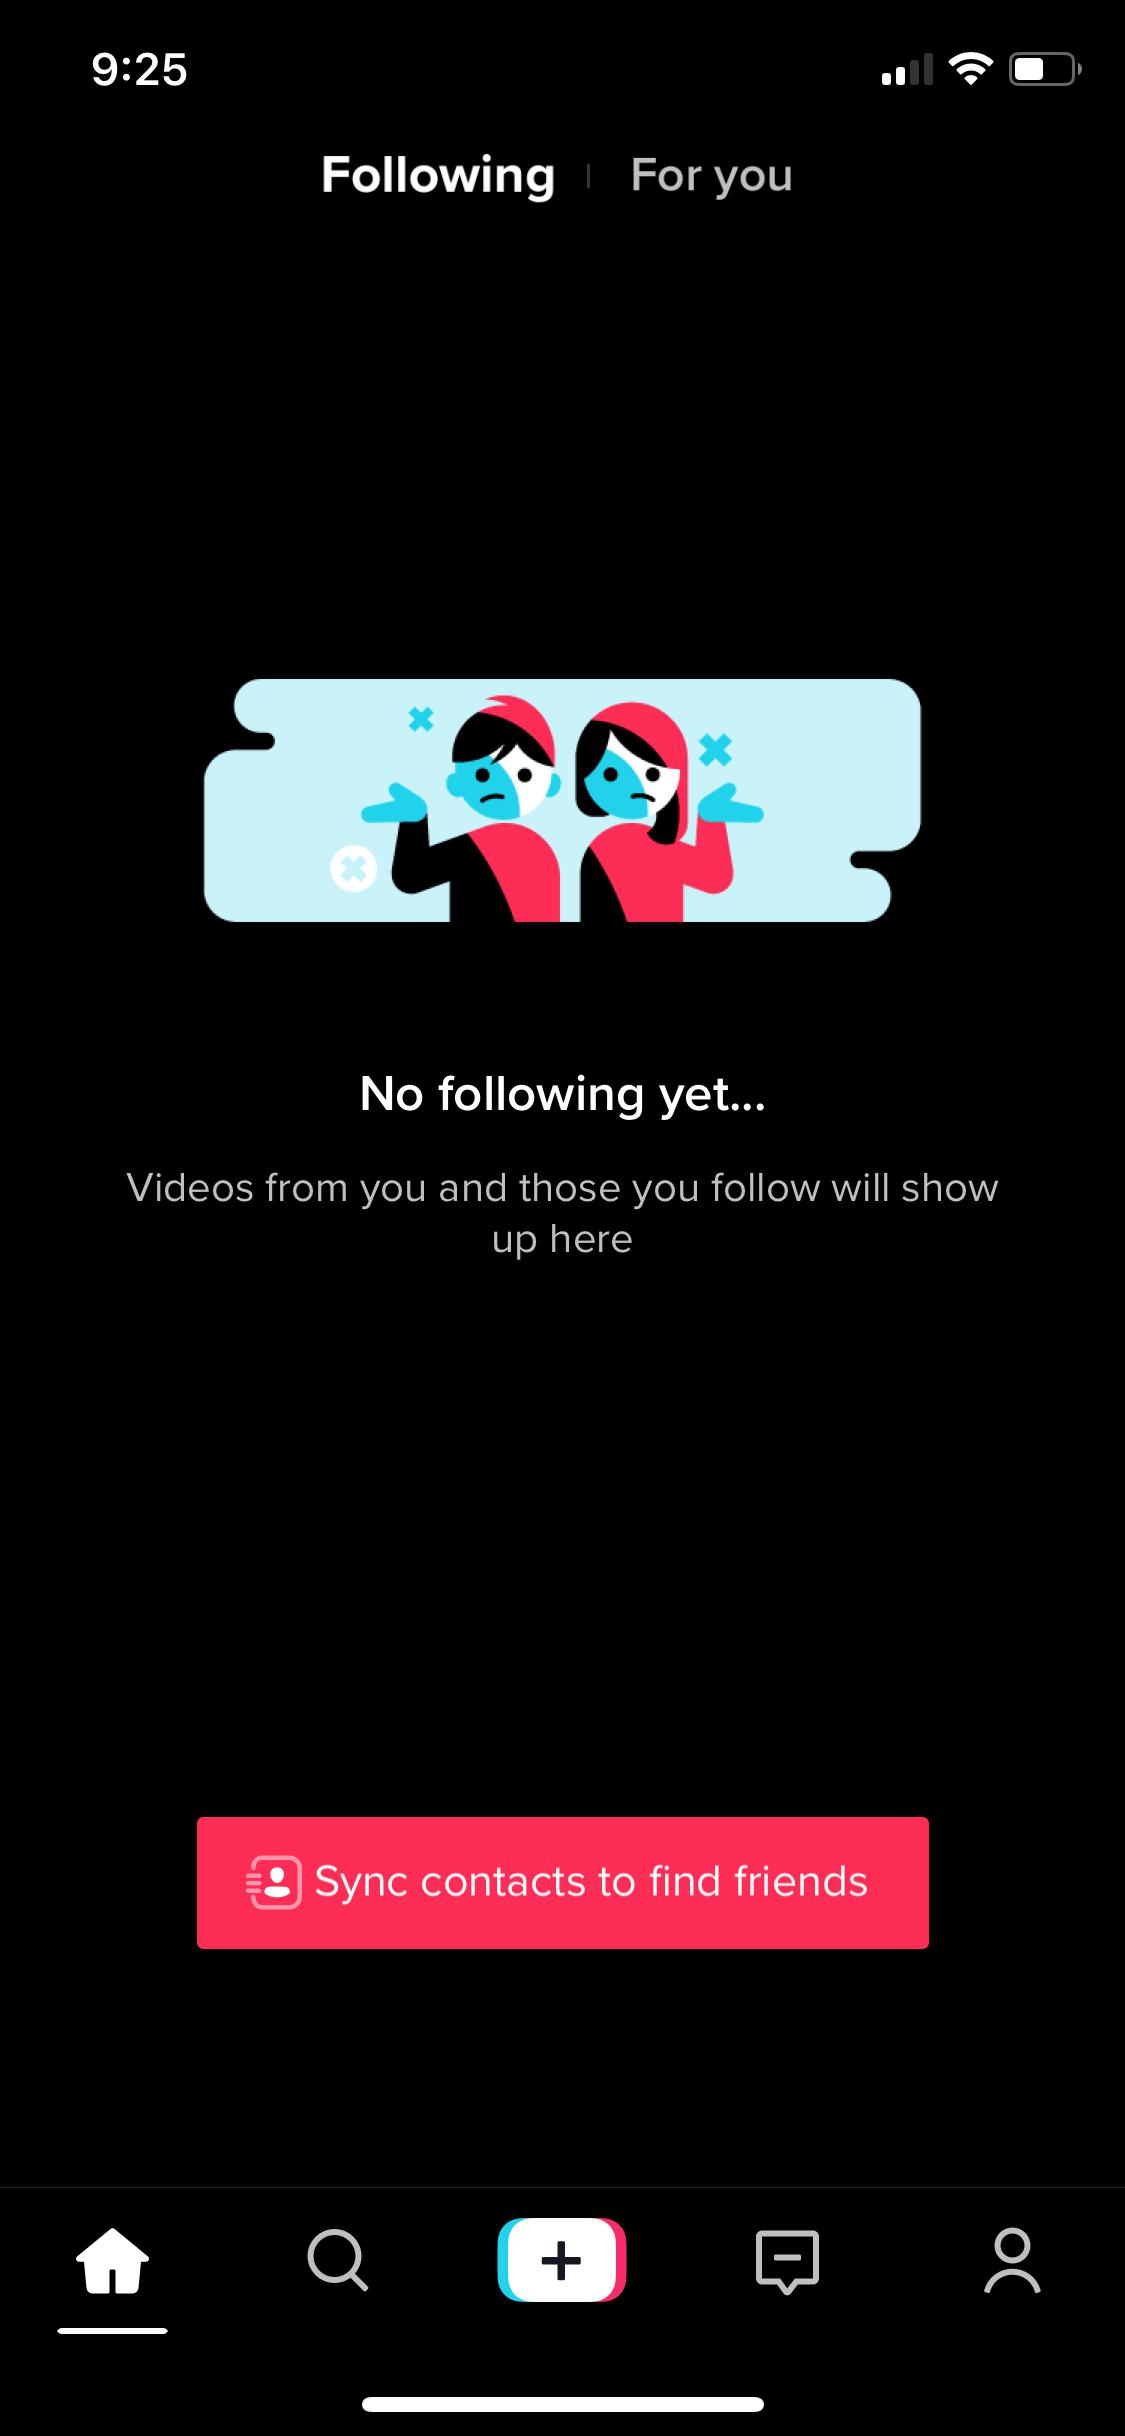 9:25
Following | For you
No following yet...
Videos from you and those you follow will show
up here
Sync contacts to find friends